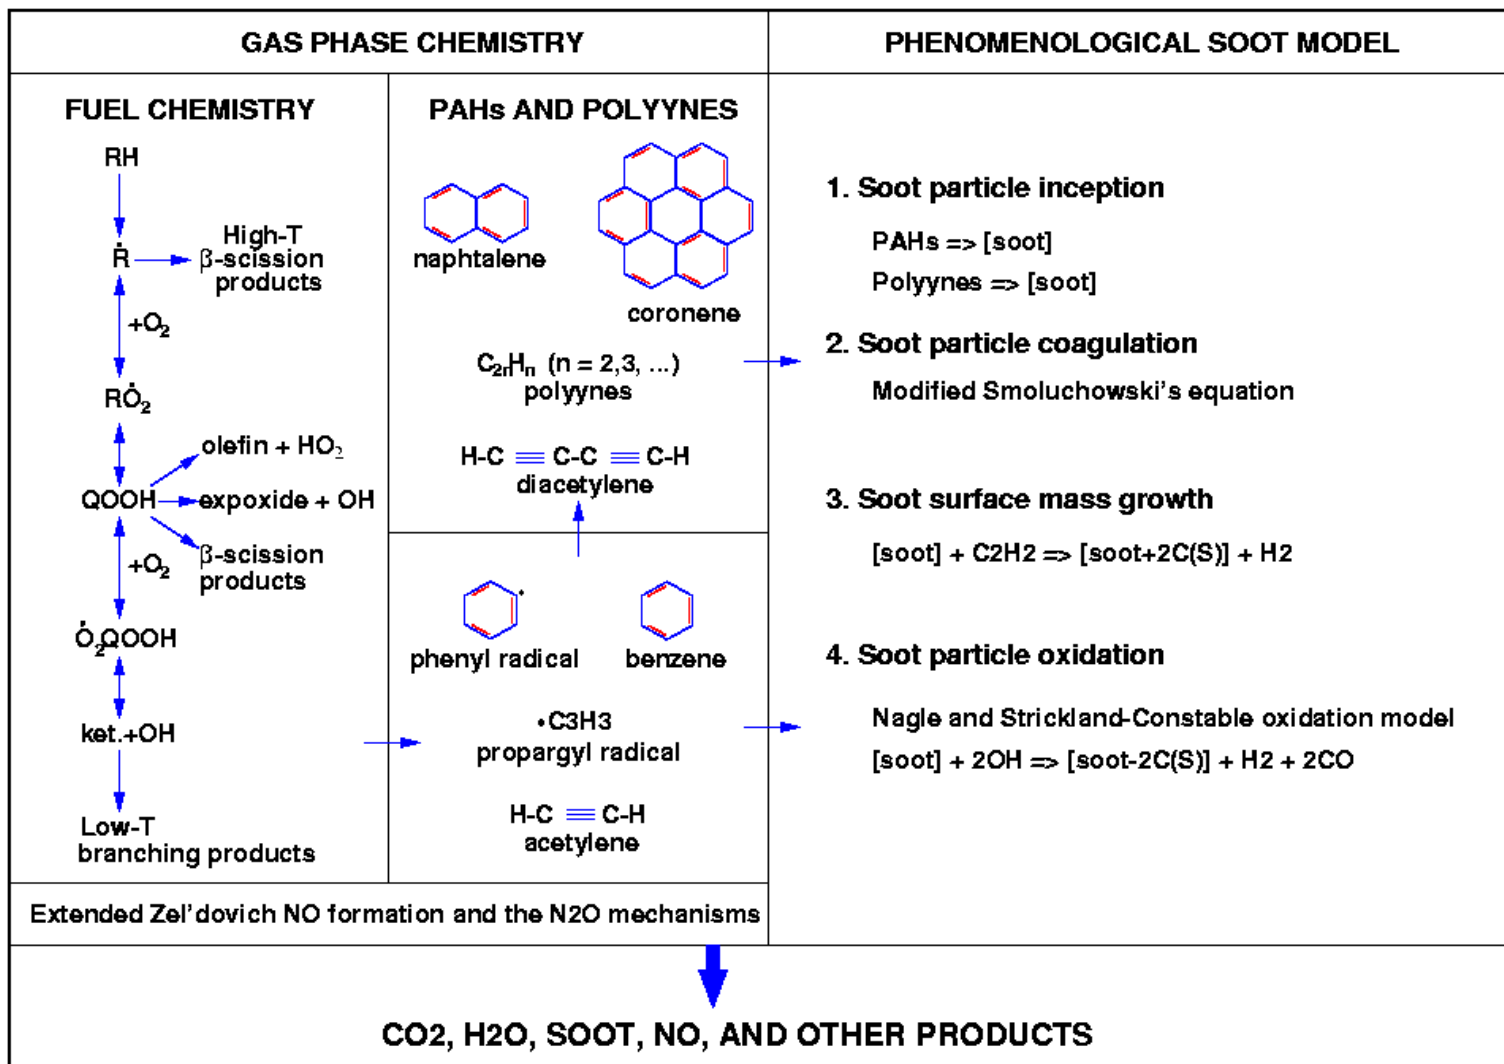 GAS PHASE CHEMISTRY
PHENOMENOLOGICAL SOOT MODEL
FUEL CHEMISTRY
RH
Ṙ
High-T
β-scission
products
+O₂
RȮ₂
olefin + HO₂
QOOH
expoxide + OH
β-scission
products
+O₂
Ȯ₂QOOH
ket.+OH
Low-T
branching products
PAHs AND POLYYNES
naphtalene
coronene
C₂ₙHₙ (n = 2,3, ...)
polyynes
H-C ≡ C-C ≡ C-H
diacetylene
phenyl radical
benzene
•C3H3
propargyl radical
H-C ≡ C-H
acetylene
Extended Zel'dovich NO formation and the N2O mechanisms
1. Soot particle inception
PAHs => [soot]
Polyynes => [soot]
2. Soot particle coagulation
Modified Smoluchowski's equation
3. Soot surface mass growth
[soot] + C2H2 => [soot+2C(S)] + H2
4. Soot particle oxidation
Nagle and Strickland-Constable oxidation model
[soot] + 2OH => [soot-2C(S)] + H2 + 2CO
CO2, H2O, SOOT, NO, AND OTHER PRODUCTS